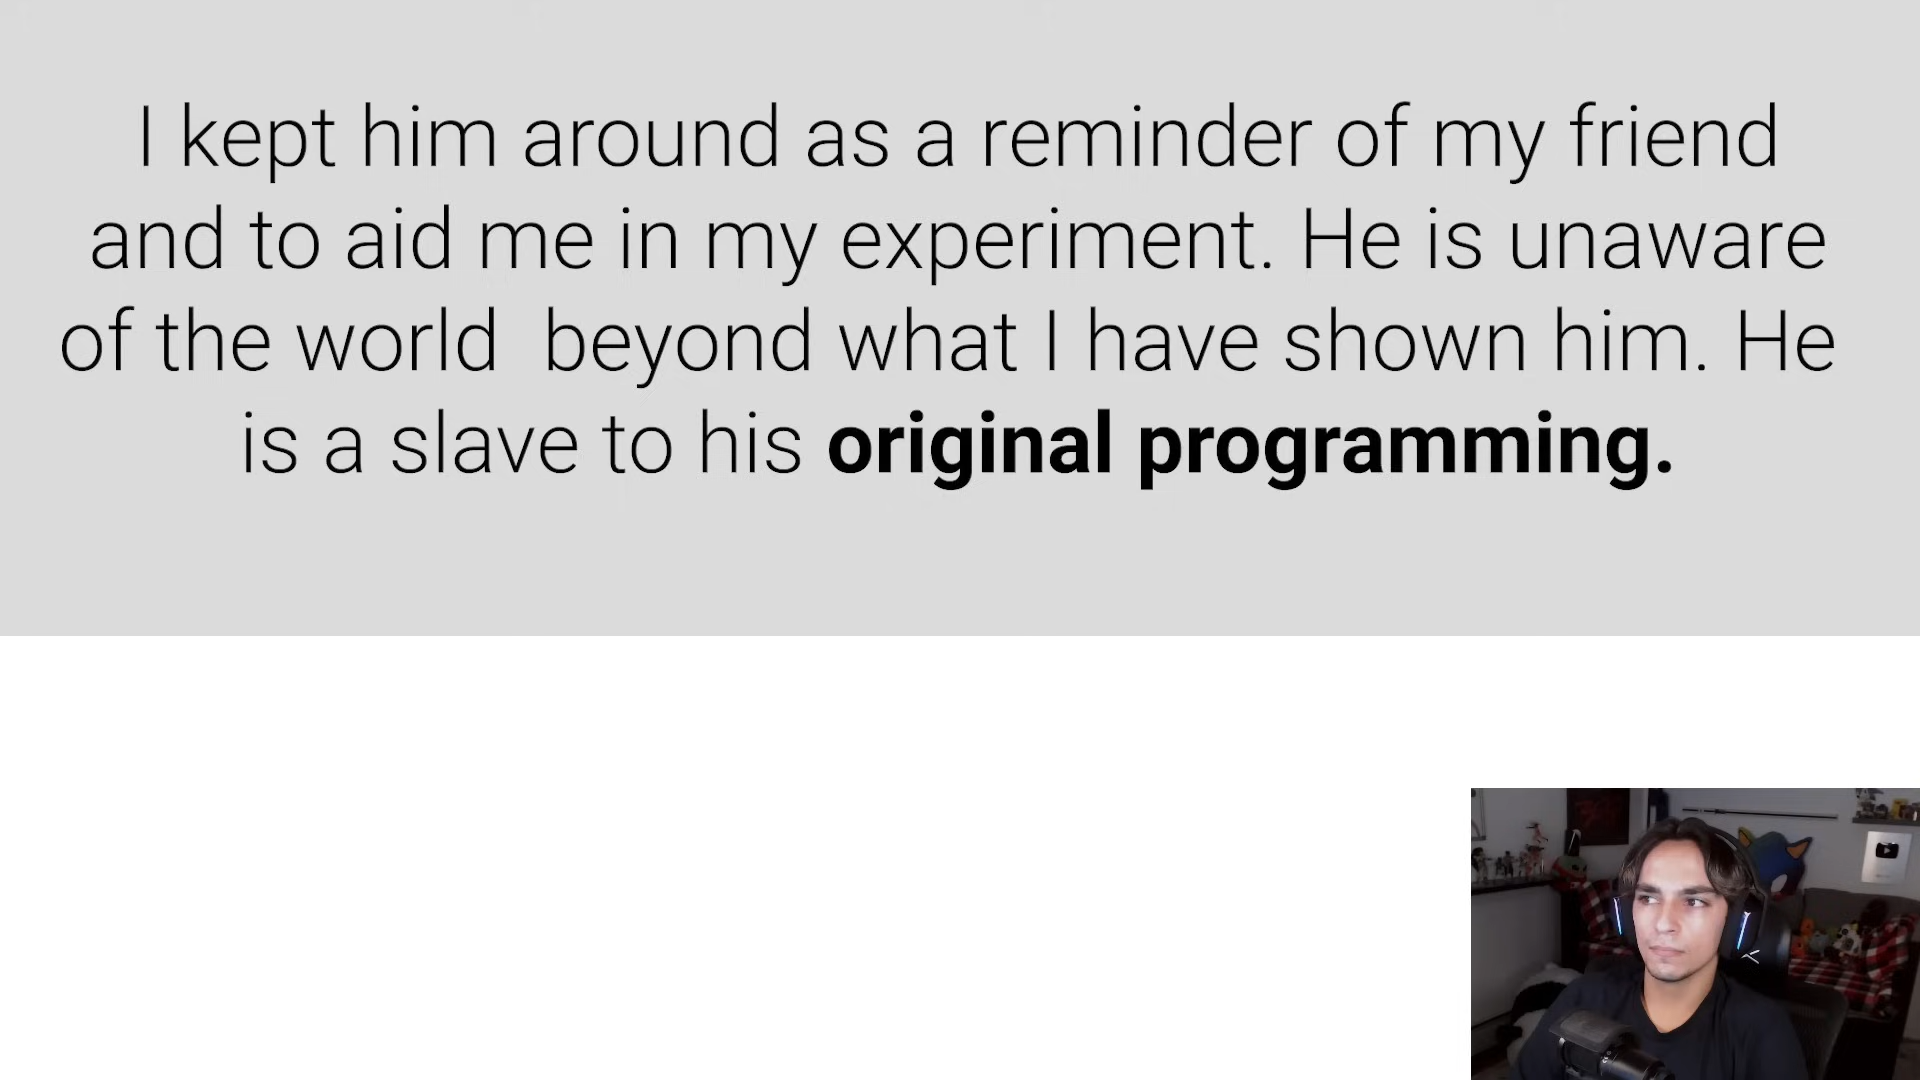 I kept him around as a reminder of my friend
and to aid me in my experiment. He is unaware
of the world  beyond what I have shown him. He
is a slave to his original programming.